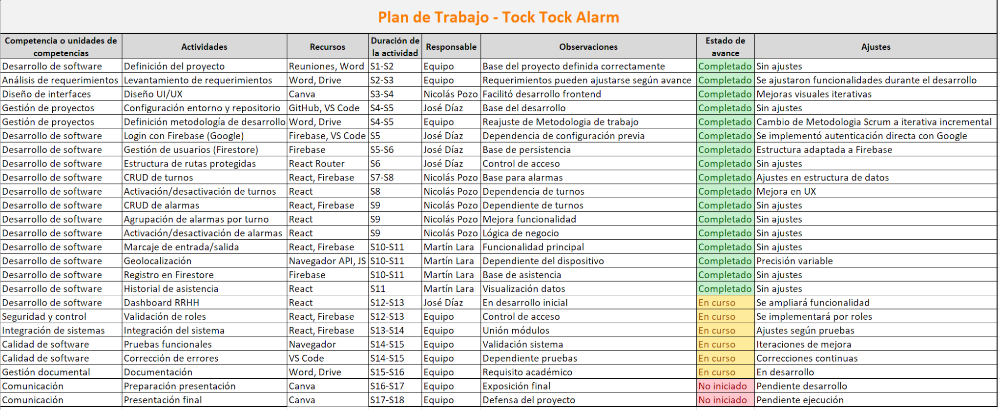 Plan de Trabajo - Tock Tock Alarm
Competencia o unidades de competencias | Actividades | Recursos | Duración de la actividad | Responsable | Observaciones | Estado de avance | Ajustes
Desarrollo de software | Definición del proyecto | Reuniones, Word | S1-S2 | Equipo | Base del proyecto definida correctamente | Completado | Sin ajustes
Análisis de requerimientos | Levantamiento de requerimientos | Word, Drive | S2-S3 | Equipo | Requerimientos pueden ajustarse según avance | Completado | Se ajustaron funcionalidades durante el desarrollo
Diseño de interfaces | Diseño UI/UX | Canva | S3-S4 | Nicolás Pozo | Facilitó desarrollo frontend | Completado | Mejoras visuales iterativas
Gestión de proyectos | Configuración entorno y repositorio | GitHub, VS Code | S4-S5 | José Díaz | Base del desarrollo | Completado | Sin ajustes
Gestión de proyectos | Definición metodología de desarrollo | Word, Drive | S4-S5 | Equipo | Reajuste de Metodologia de trabajo | Completado | Cambio de Metodologia Scrum a iterativa incremental
Desarrollo de software | Login con Firebase (Google) | Firebase, VS Code | S5 | José Díaz | Dependencia de configuración previa | Completado | Se implementó autenticación directa con Google
Desarrollo de software | Gestión de usuarios (Firestore) | Firebase | S5-S6 | José Díaz | Base de persistencia | Completado | Estructura adaptada a Firebase
Desarrollo de software | Estructura de rutas protegidas | React Router | S6 | José Díaz | Control de acceso | Completado | Sin ajustes
Desarrollo de software | CRUD de turnos | React, Firebase | S7-S8 | Nicolás Pozo | Base para alarmas | Completado | Ajustes en estructura de datos
Desarrollo de software | Activación/desactivación de turnos | React | S8 | Nicolás Pozo | Dependencia de turnos | Completado | Mejora en UX
Desarrollo de software | CRUD de alarmas | React, Firebase | S9 | Nicolás Pozo | Dependiente de turnos | Completado | Sin ajustes
Desarrollo de software | Agrupación de alarmas por turno | React | S9 | Nicolás Pozo | Mejora funcionalidad | Completado | Sin ajustes
Desarrollo de software | Activación/desactivación de alarmas | React | S9 | Nicolás Pozo | Lógica de negocio | Completado | Sin ajustes
Desarrollo de software | Marcaje de entrada/salida | React, Firebase | S10-S11 | Martín Lara | Funcionalidad principal | Completado | Sin ajustes
Desarrollo de software | Geolocalización | Navegador API, JS | S10-S11 | Martín Lara | Dependiente del dispositivo | Completado | Precisión variable
Desarrollo de software | Registro en Firestore | Firebase | S10-S11 | Martín Lara | Base de asistencia | Completado | Sin ajustes
Desarrollo de software | Historial de asistencia | React | S11 | Martín Lara | Visualización datos | Completado | Sin ajustes
Desarrollo de software | Dashboard RRHH | React | S12-S13 | José Díaz | En desarrollo inicial | En curso | Se ampliará funcionalidad
Seguridad y control | Validación de roles | React, Firebase | S12-S13 | Equipo | Control de acceso | En curso | Se implementará por roles
Integración de sistemas | Integración del sistema | React, Firebase | S13-S14 | Equipo | Unión módulos | En curso | Ajustes según pruebas
Calidad de software | Pruebas funcionales | Navegador | S14-S15 | Equipo | Validación sistema | En curso | Iteraciones de mejora
Calidad de software | Corrección de errores | VS Code | S14-S15 | Equipo | Dependiente pruebas | En curso | Correcciones continuas
Gestión documental | Documentación | Word, Drive | S15-S16 | Equipo | Requisito académico | En curso | En desarrollo
Comunicación | Preparación presentación | Canva | S16-S17 | Equipo | Exposición final | No iniciado | Pendiente desarrollo
Comunicación | Presentación final | Canva | S17-S18 | Equipo | Defensa del proyecto | No iniciado | Pendiente ejecución